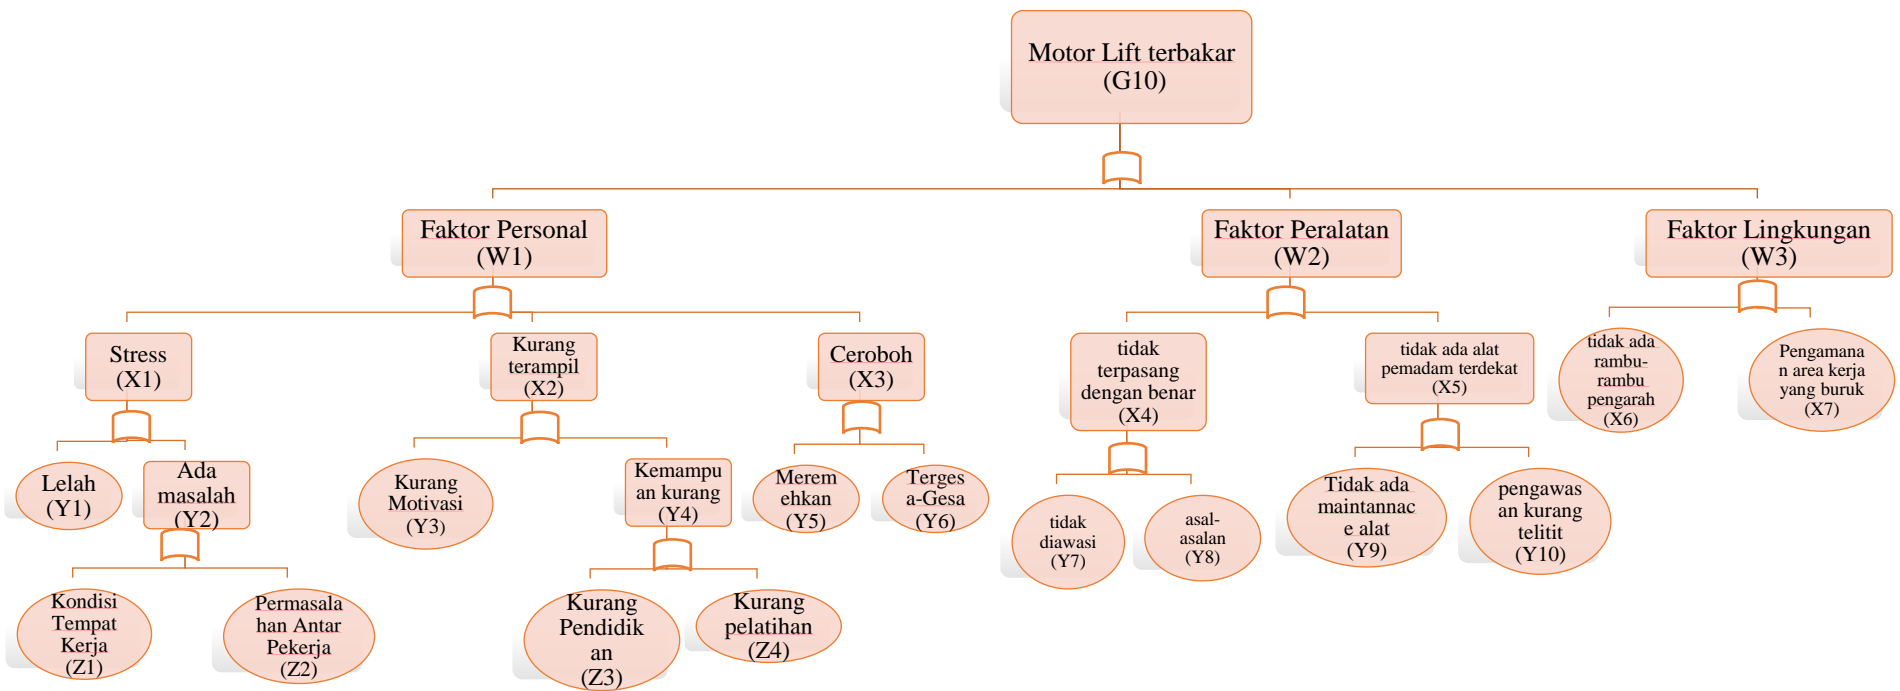 Motor Lift terbakar
(G10)
Faktor Personal
(W1)
Faktor Peralatan
(W2)
Faktor Lingkungan
(W3)
Stress
(X1)
Kurang
terampil
(X2)
Ceroboh
(X3)
tidak
terpasang
dengan benar
(X4)
tidak ada alat
pemadam terdekat
(X5)
tidak ada
rambu-
rambu
pengarah
(X6)
Pengamana
n area kerja
yang buruk
(X7)
Lelah
(Y1)
Ada
masalah
(Y2)
Kurang
Motivasi
(Y3)
Kemampu
an kurang
(Y4)
Merem
ehkan
(Y5)
Terges
a-Gesa
(Y6)
tidak
diawasi
(Y7)
asal-
asalan
(Y8)
Tidak ada
maintannac
e alat
(Y9)
pengawas
an kurang
telitit
(Y10)
Kondisi
Tempat
Kerja
(Z1)
Permasala
han Antar
Pekerja
(Z2)
Kurang
Pendidik
an
(Z3)
Kurang
pelatihan
(Z4)